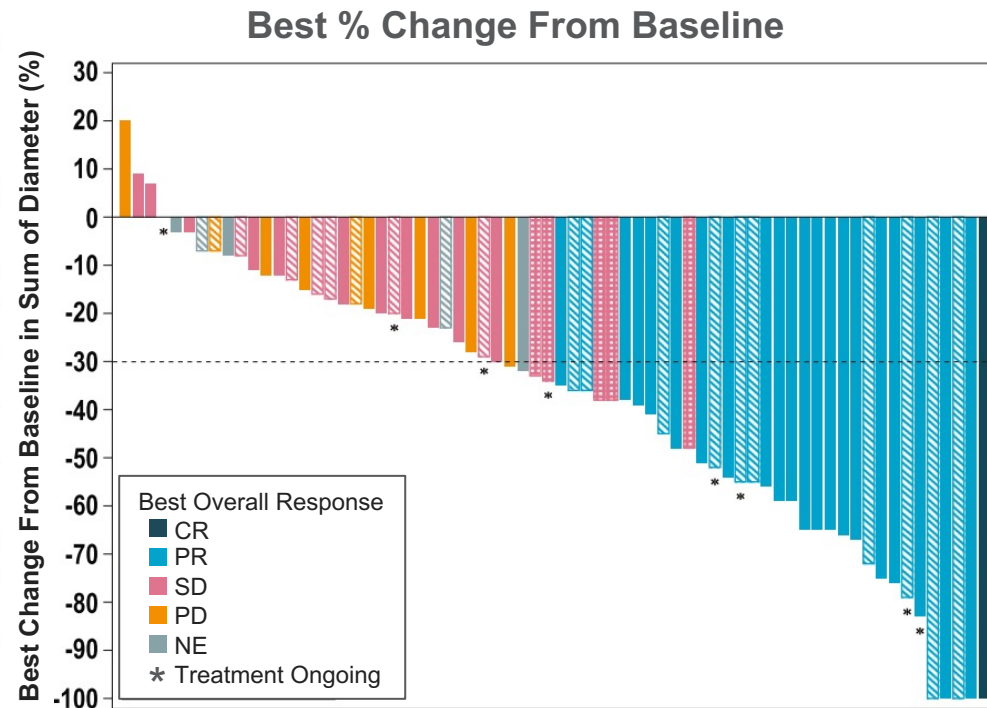 Best % Change From Baseline
Best Change From Baseline in Sum of Diameter (%)
30
20
10
0
-10
-20
-30
-40
-50
-60
-70
-80
-90
-100
*
*
*
*
*
*
*
*
Best Overall Response
CR
PR
SD
PD
NE
* Treatment Ongoing